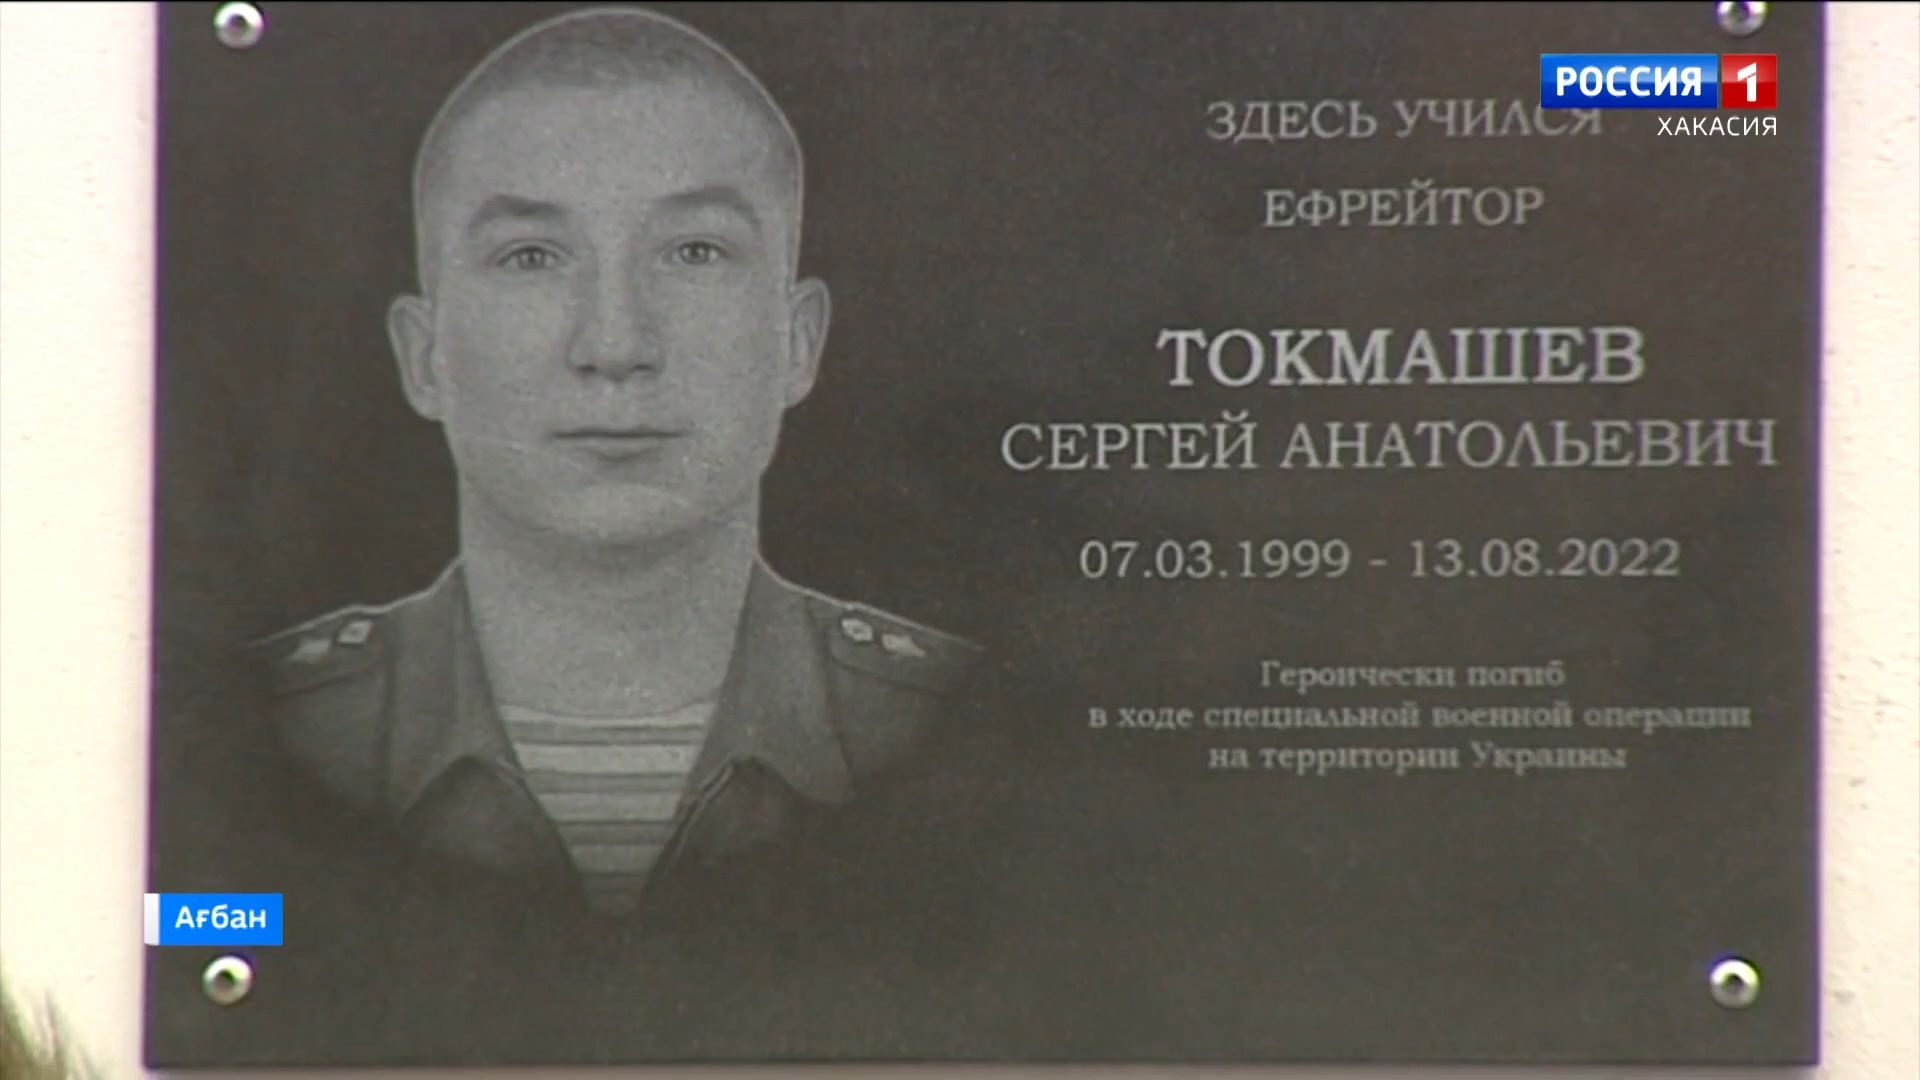 РОССИЯ 1
ХАКАСИЯ
ЗДЕСЬ УЧИЛСЯ
ЕФРЕЙТОР
ТОКМАШЕВ
СЕРГЕЙ АНАТОЛЬЕВИЧ
07.03.1999 - 13.08.2022
Героически погиб
в ходе специальной военной операции
на территории Украины
Ағбан